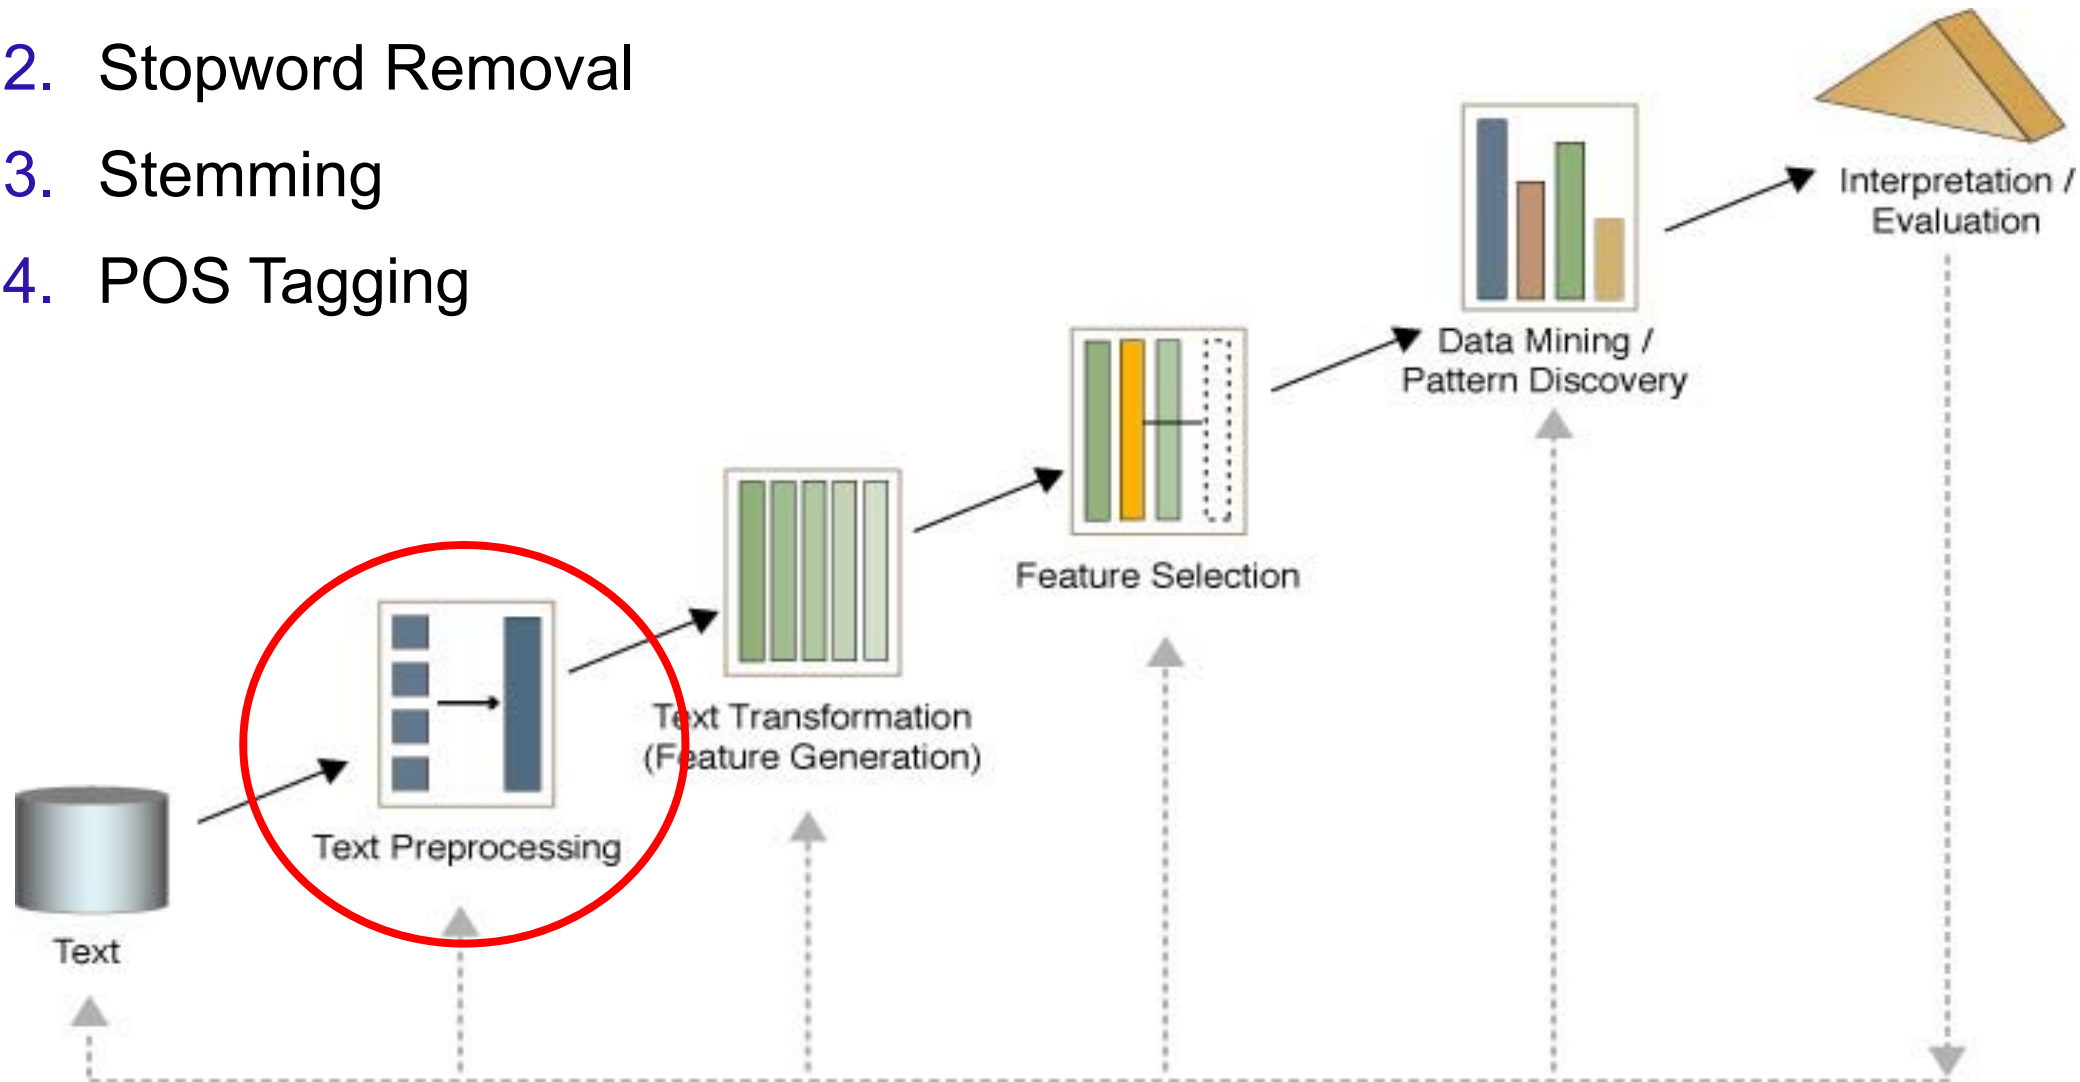 2. Stopword Removal
3. Stemming
4. POS Tagging
Interpretation /
Evaluation
Data Mining /
Pattern Discovery
Feature Selection
Text Transformation
(Feature Generation)
Text Preprocessing
Text